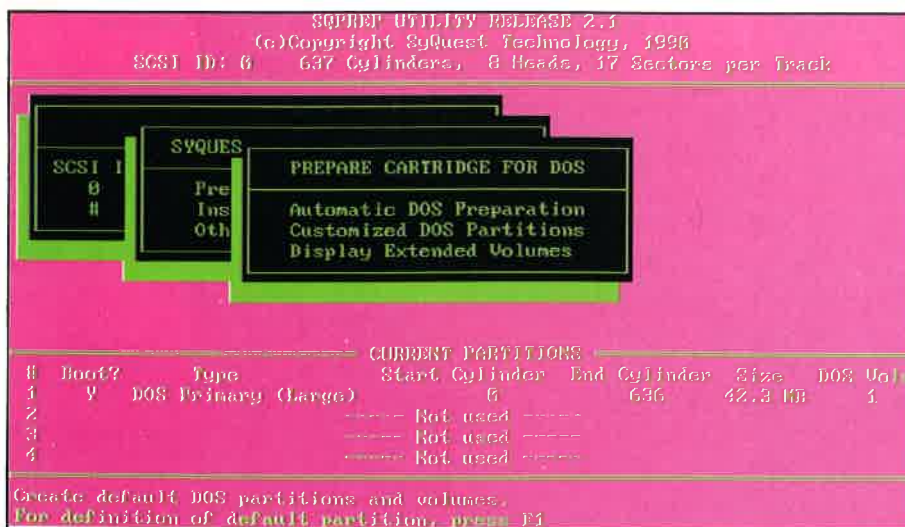 SQPREP UTILITY RELEASE 2.1
(c)Copyright SyQuest Technology, 1990
SCSI ID: 0 637 Cylinders, 8 Heads, 17 Sectors per Track
SCSI I
0
#
SYQUES
Pre
Ins
Oth
PREPARE CARTRIDGE FOR DOS
Automatic DOS Preparation
Customized DOS Partitions
Display Extended Volumes
CURRENT PARTITIONS
# Boot? Type Start Cylinder End Cylinder Size DOS Vols
1 Y DOS Primary (Large) 0 636 42.3 MB 1
2 ------ Not used ------
3 ------ Not used ------
4 ------ Not used ------
Create default DOS partitions and volumes.
For definition of default partition, press F1